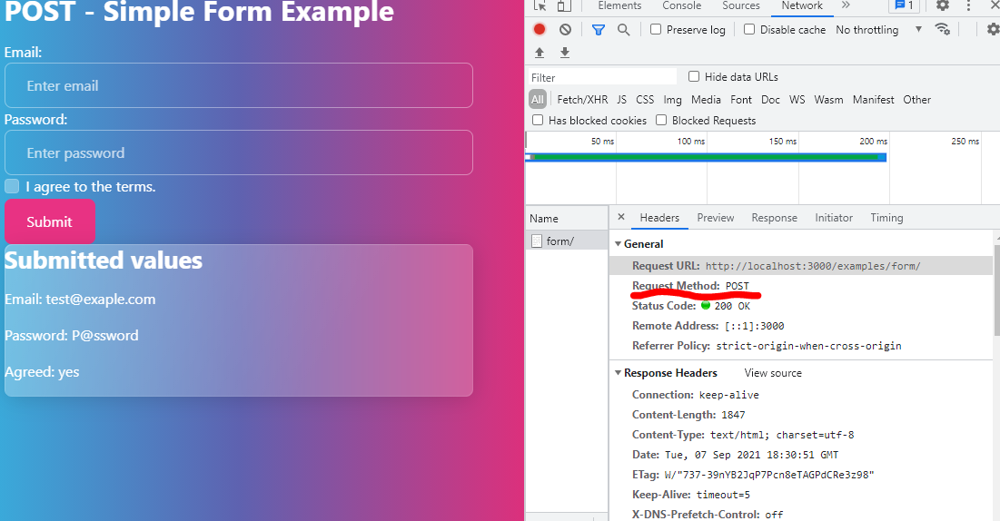 POST - Simple Form Example
Email:
Enter email
Password:
Enter password
I agree to the terms.
Submit
Submitted values
Email: test@exaple.com
Password: P@ssword
Agreed: yes
Elements Console Sources Network » 1
Preserve log Disable cache No throttling
Filter Hide data URLs
All Fetch/XHR JS CSS Img Media Font Doc WS Wasm Manifest Other
Has blocked cookies Blocked Requests
50 ms 100 ms 150 ms 200 ms 250 ms
Name
form/
× Headers Preview Response Initiator Timing
General
Request URL: http://localhost:3000/examples/form/
Request Method: POST
Status Code: 200 OK
Remote Address: [::1]:3000
Referrer Policy: strict-origin-when-cross-origin
Response Headers View source
Connection: keep-alive
Content-Length: 1847
Content-Type: text/html; charset=utf-8
Date: Tue, 07 Sep 2021 18:30:51 GMT
ETag: W/"737-39nYB2JqP7Pcn8eTAGPdCRe3z98"
Keep-Alive: timeout=5
X-DNS-Prefetch-Control: off